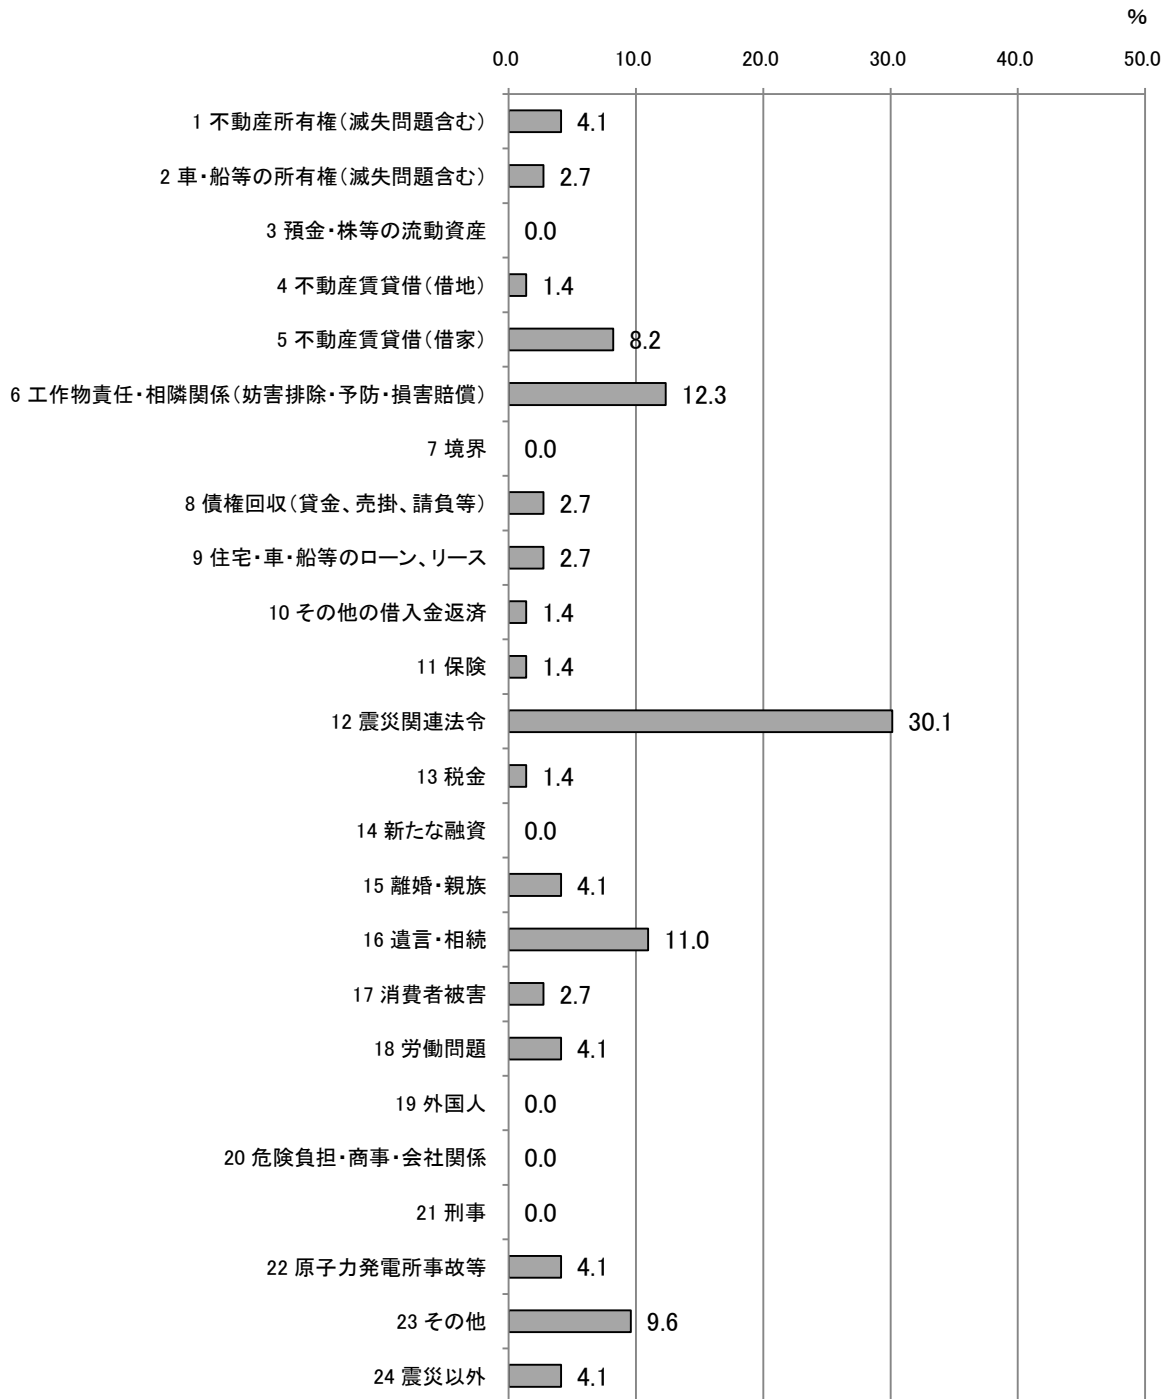 %
0.0 10.0 20.0 30.0 40.0 50.0
1 不動産所有権(滅失問題含む) 4.1
2 車・船等の所有権(滅失問題含む) 2.7
3 預金・株等の流動資産 0.0
4 不動産賃貸借(借地) 1.4
5 不動産賃貸借(借家) 8.2
6 工作物責任・相隣関係(妨害排除・予防・損害賠償) 12.3
7 境界 0.0
8 債権回収(貸金、売掛、請負等) 2.7
9 住宅・車・船等のローン、リース 2.7
10 その他の借入金返済 1.4
11 保険 1.4
12 震災関連法令 30.1
13 税金 1.4
14 新たな融資 0.0
15 離婚・親族 4.1
16 遺言・相続 11.0
17 消費者被害 2.7
18 労働問題 4.1
19 外国人 0.0
20 危険負担・商事・会社関係 0.0
21 刑事 0.0
22 原子力発電所事故等 4.1
23 その他 9.6
24 震災以外 4.1